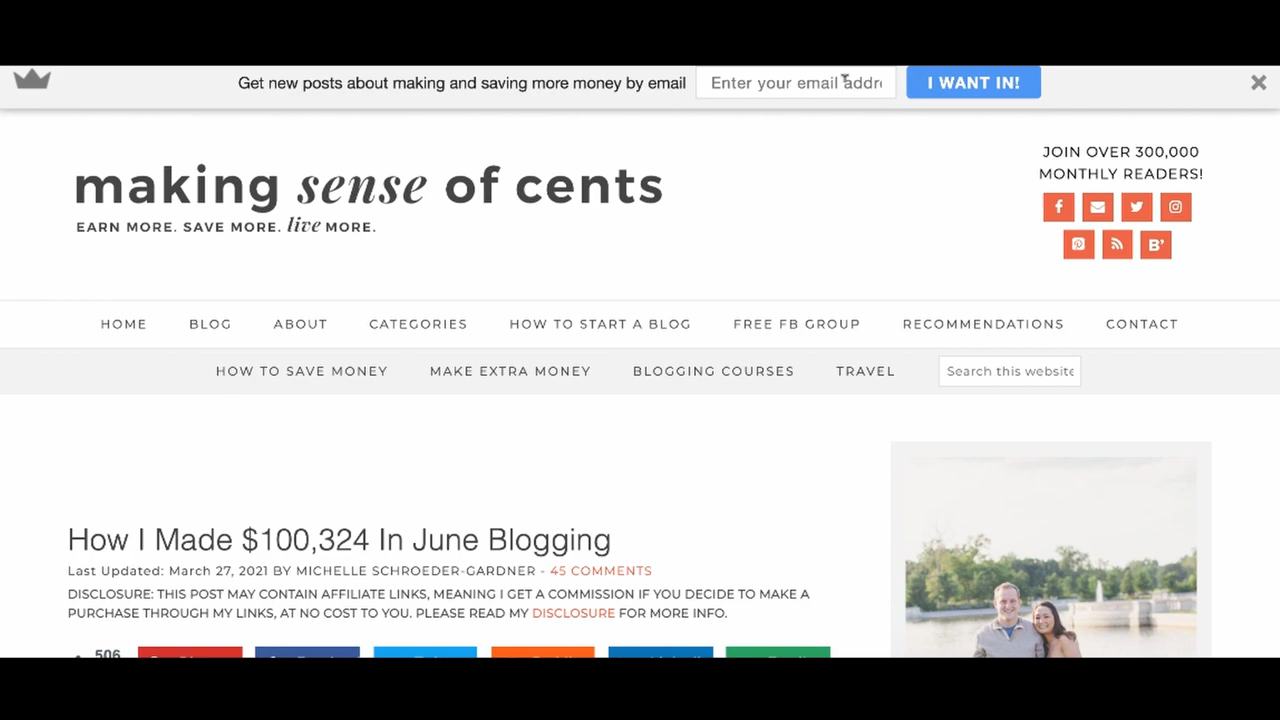 Get new posts about making and saving more money by email
Enter your email addr
I WANT IN!
making sense of cents
EARN MORE. SAVE MORE. live MORE.
JOIN OVER 300,000
MONTHLY READERS!
B'
HOME BLOG ABOUT CATEGORIES HOW TO START A BLOG FREE FB GROUP RECOMMENDATIONS CONTACT
HOW TO SAVE MONEY MAKE EXTRA MONEY BLOGGING COURSES TRAVEL Search this website
How I Made $100,324 In June Blogging
Last Updated: March 27, 2021 BY MICHELLE SCHROEDER-GARDNER - 45 COMMENTS
DISCLOSURE: THIS POST MAY CONTAIN AFFILIATE LINKS, MEANING I GET A COMMISSION IF YOU DECIDE TO MAKE A
PURCHASE THROUGH MY LINKS, AT NO COST TO YOU. PLEASE READ MY DISCLOSURE FOR MORE INFO.
506